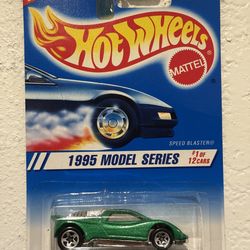 HOT WHEELS
MATTEL
SPEED BLASTER
1995 MODEL SERIES
#1 OF
12 CARS